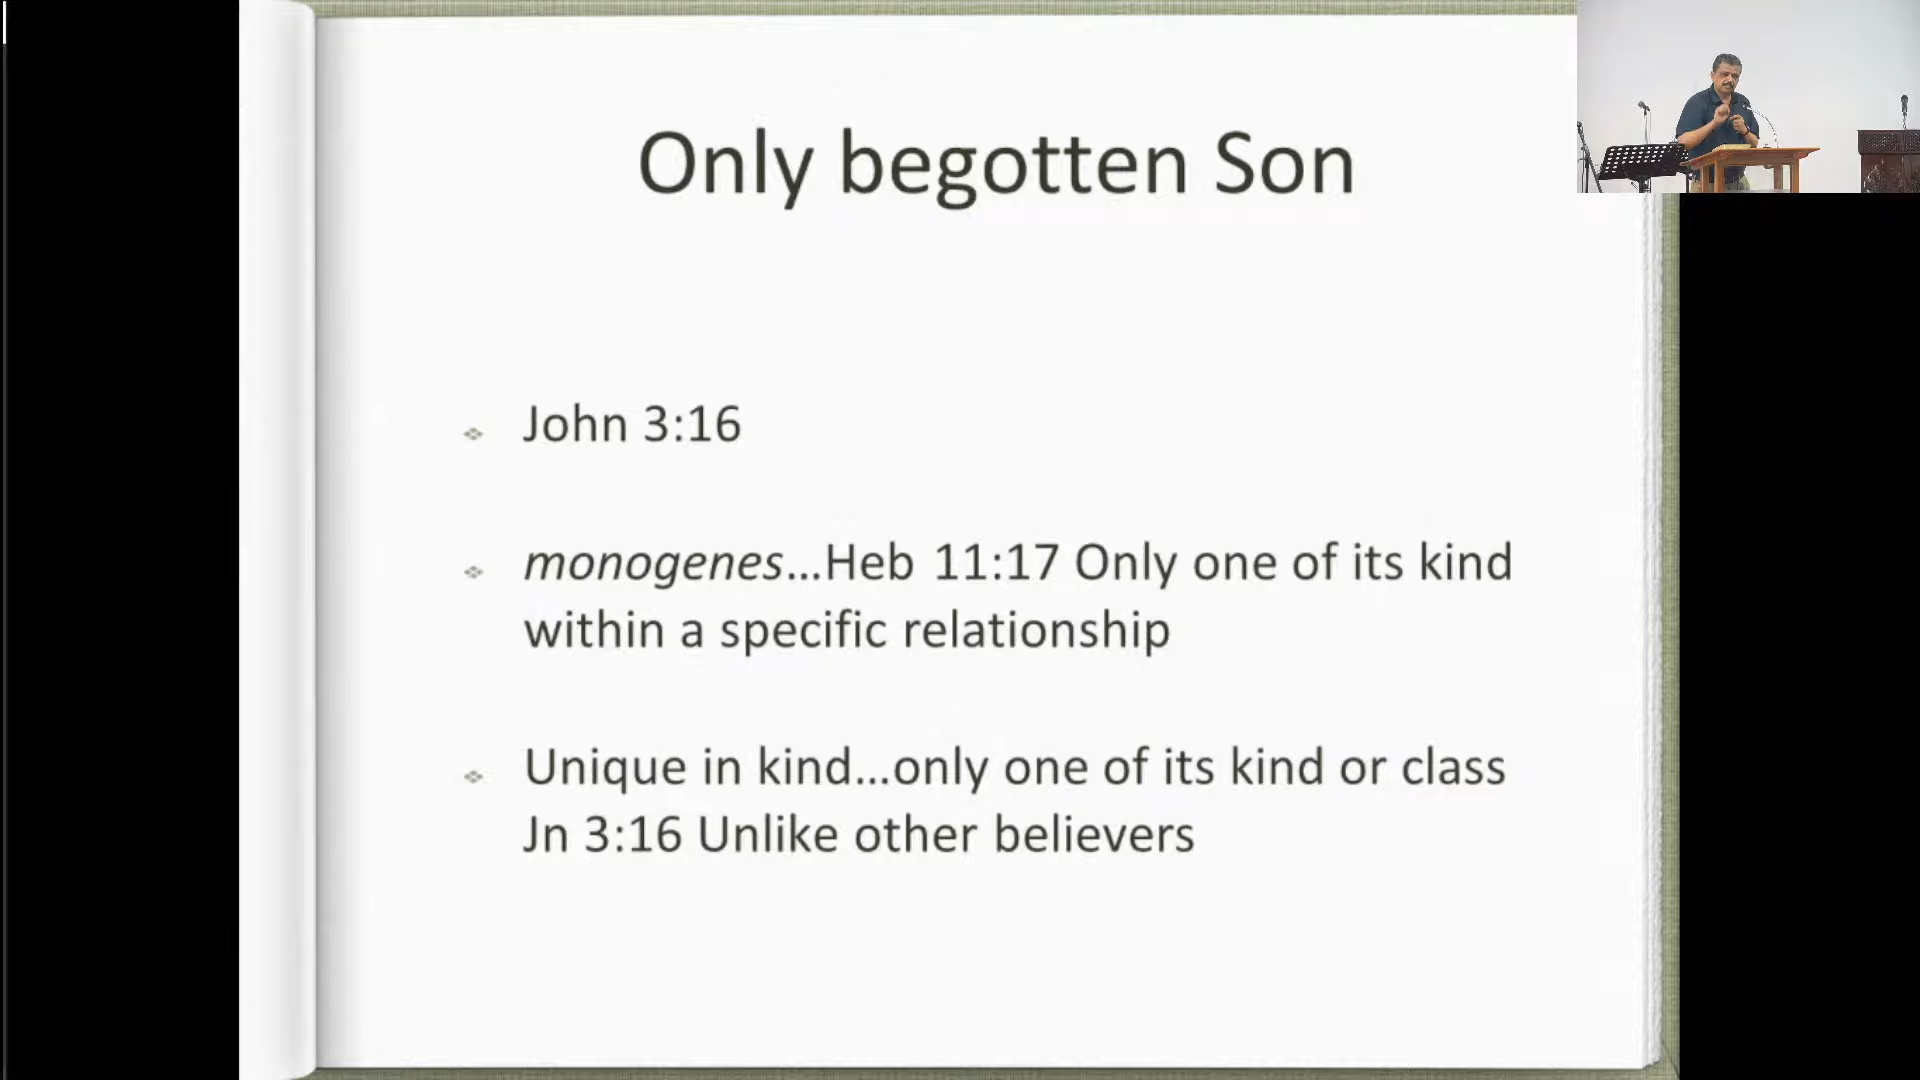 Only begotten Son
John 3:16
monogenes...Heb 11:17 Only one of its kind
within a specific relationship
Unique in kind...only one of its kind or class
Jn 3:16 Unlike other believers